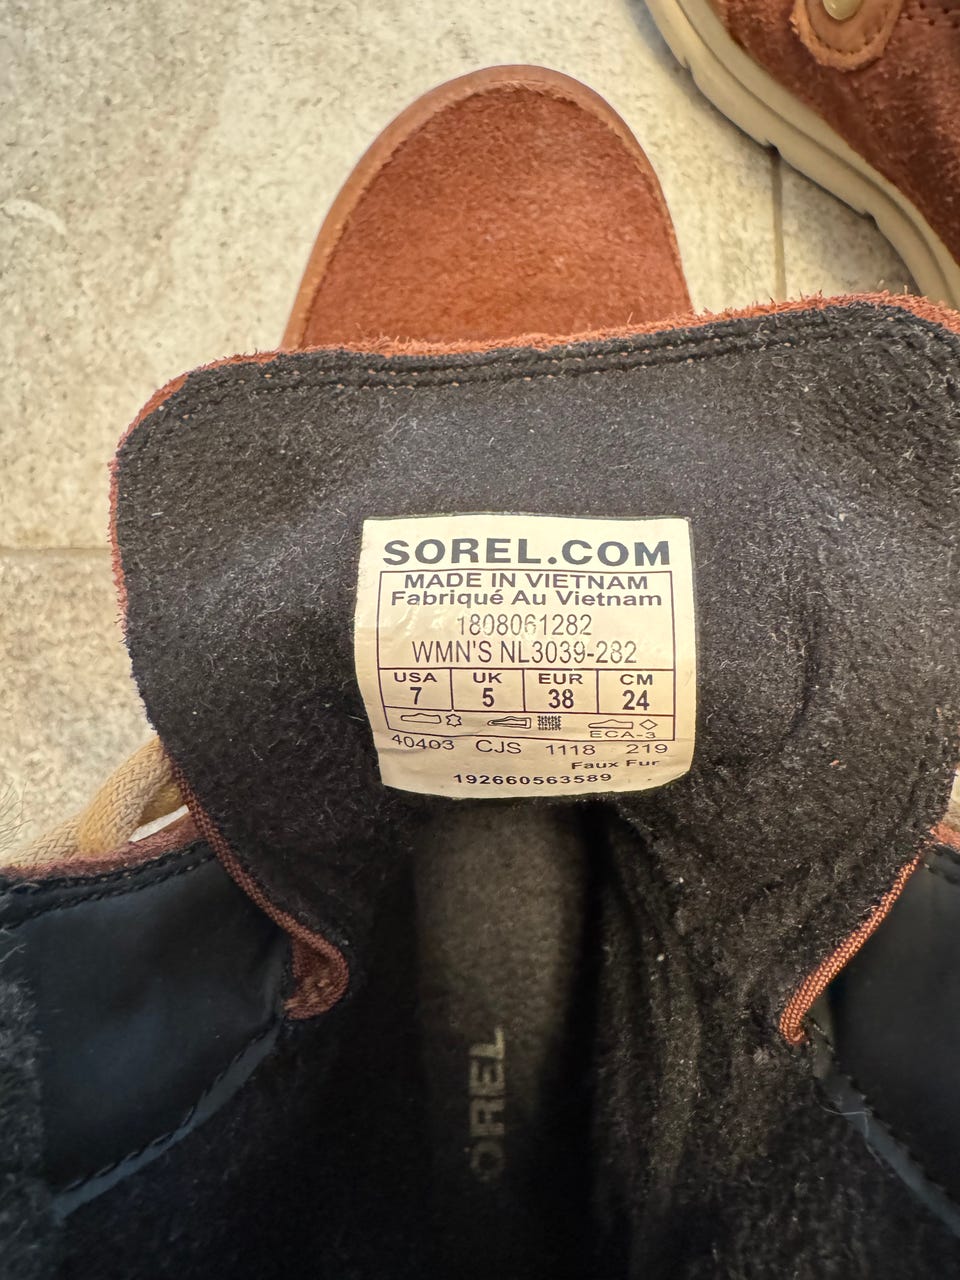 SOREL.COM
MADE IN VIETNAM
Fabriqué Au Vietnam
1808061282
WMN'S NL3039-282
USA UK EUR CM
7 5 38 24
ECA-3
40403 CJS 1118 219
Faux Fur
192660563589
OREL